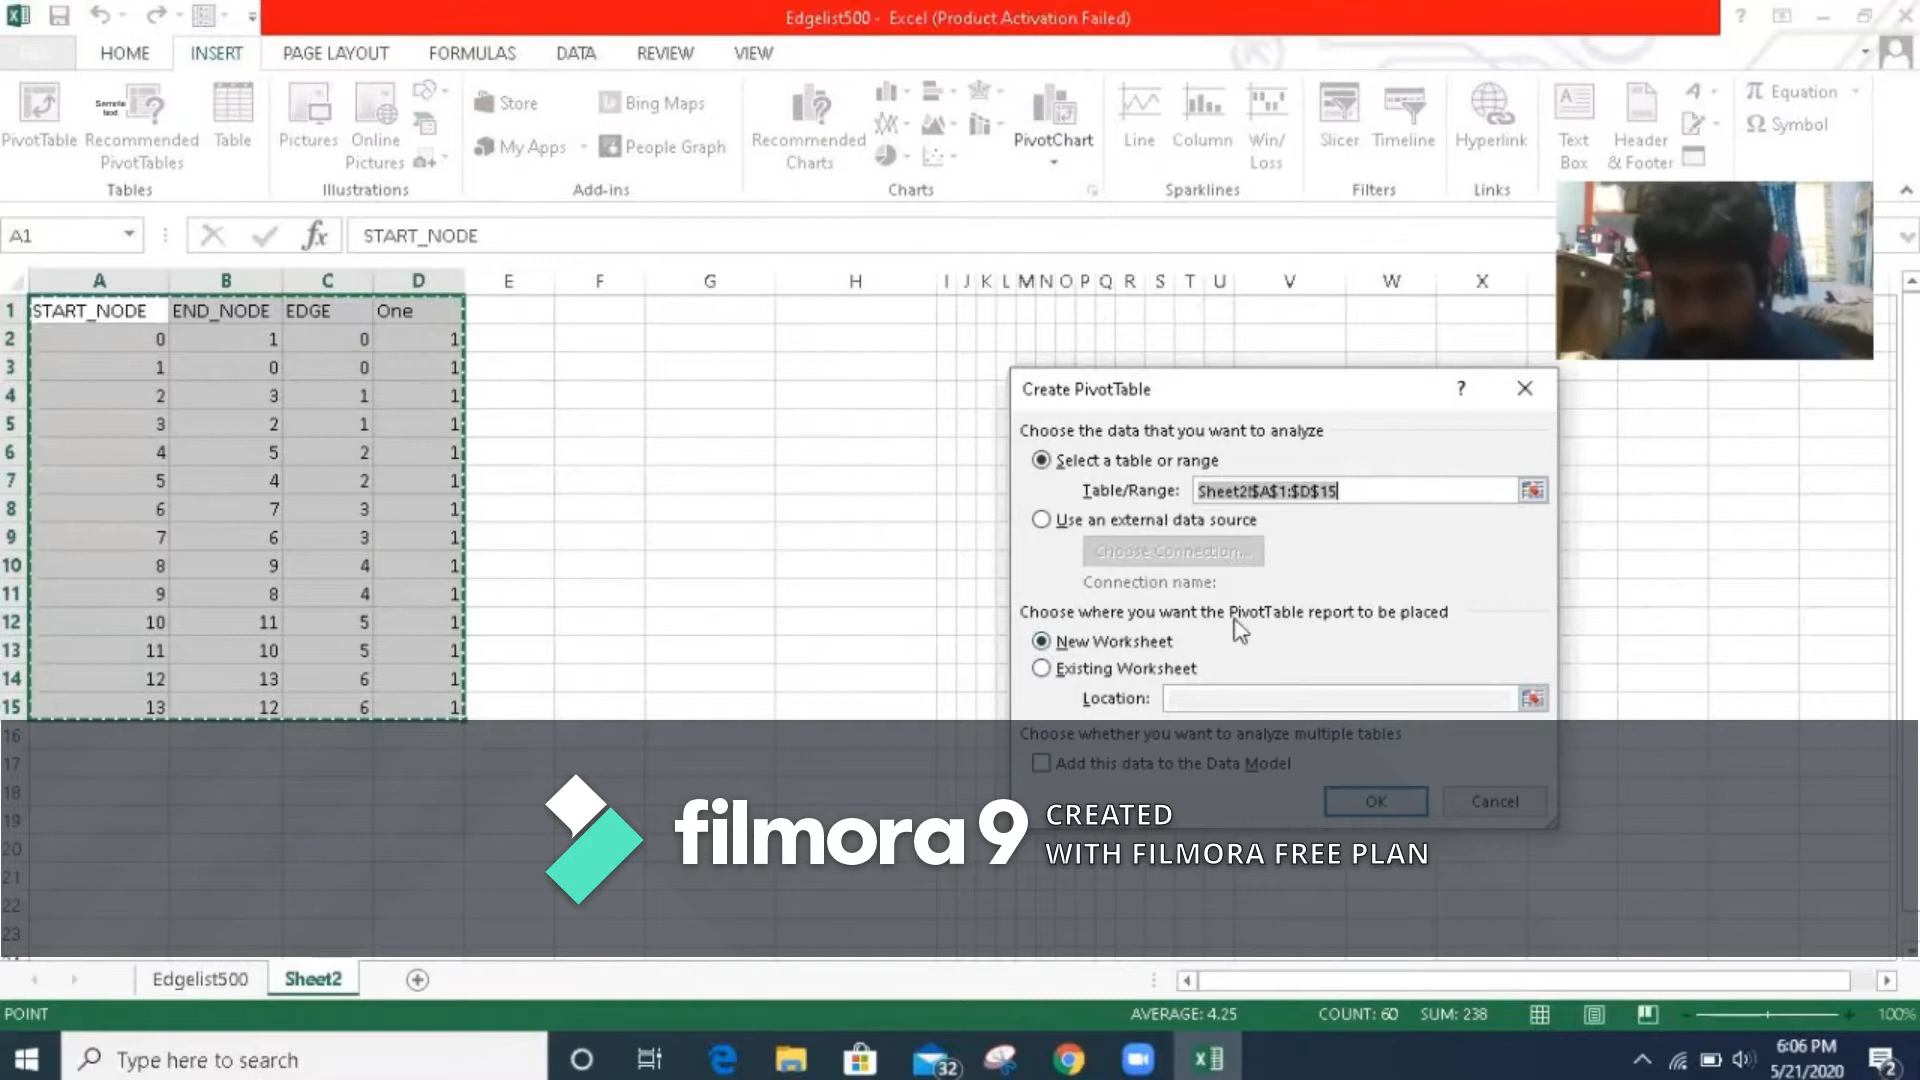 Edgelist500 - Excel (Product Activation Failed)
HOME INSERT PAGE LAYOUT FORMULAS DATA REVIEW VIEW
PivotTable Recommended PivotTables Table
Tables
Pictures Online Pictures
Illustrations
Store Bing Maps
My Apps People Graph
Add-ins
Recommended Charts PivotChart
Charts
Line Column Win/Loss
Sparklines
Slicer Timeline
Filters
Hyperlink
Links
Text Box Header & Footer
π Equation
Ω Symbol
A1 fx START_NODE
A B C D E F G H I J K L M N O P Q R S T U V W X
1 START_NODE END_NODE EDGE One
2 0 1 0 1
3 1 0 0 1
4 2 3 1 1
5 3 2 1 1
6 4 5 2 1
7 5 4 2 1
8 6 7 3 1
9 7 6 3 1
10 8 9 4 1
11 9 8 4 1
12 10 11 5 1
13 11 10 5 1
14 12 13 6 1
15 13 12 6 1
16
17
18
19
20
21
22
23
Create PivotTable ?
Choose the data that you want to analyze
Select a table or range
Table/Range: Sheet2!$A$1:$D$15
Use an external data source
Choose Connection...
Connection name:
Choose where you want the PivotTable report to be placed
New Worksheet
Existing Worksheet
Location:
Choose whether you want to analyze multiple tables
Add this data to the Data Model
OK Cancel
filmora9 CREATED
WITH FILMORA FREE PLAN
Edgelist500 Sheet2
POINT AVERAGE: 4.25 COUNT: 60 SUM: 238 100%
Type here to search
32
6:06 PM
5/21/2020
2